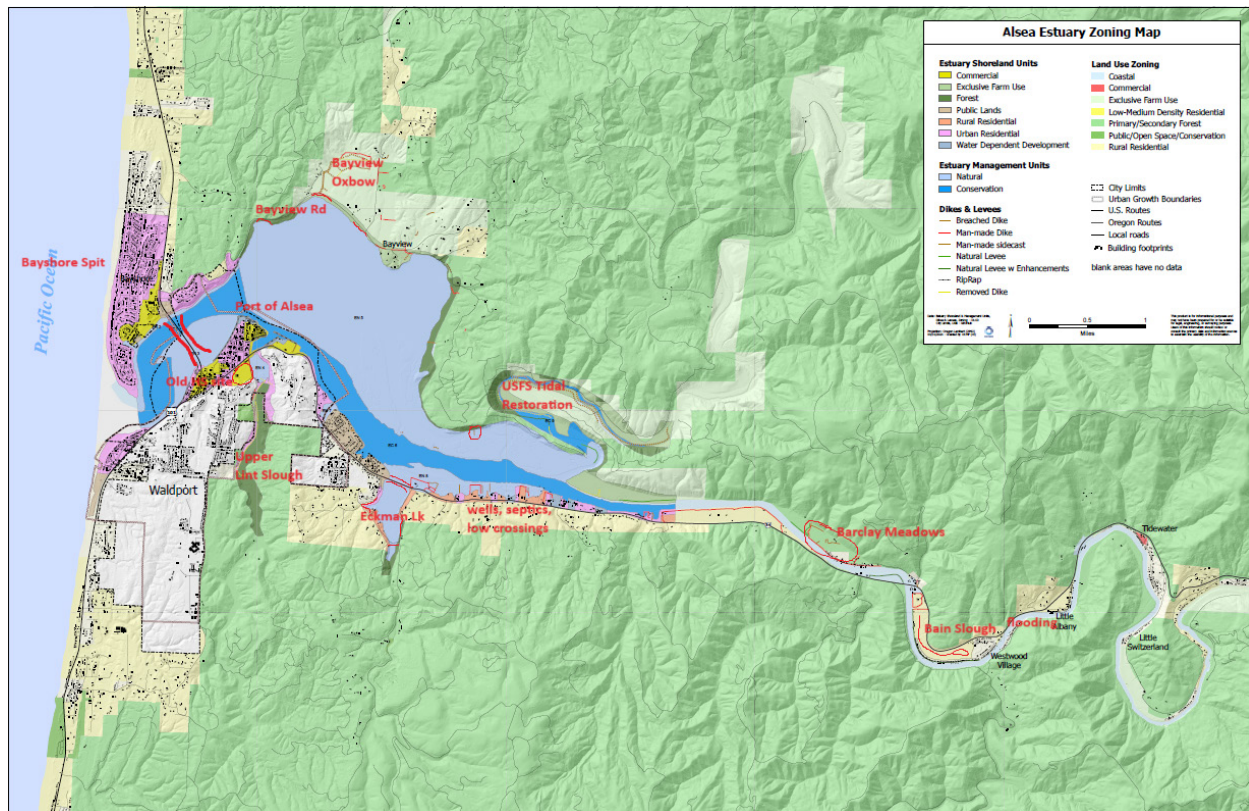 Alsea Estuary Zoning Map
Estuary Shoreland Units
Commercial
Exclusive Farm Use
Forest
Public Lands
Rural Residential
Urban Residential
Water Dependent Development
Estuary Management Units
Natural
Conservation
Dikes & Levees
Breached Dike
Man-made Dike
Man-made sidecast
Natural Levee
Natural Levee w Enhancements
RipRap
Removed Dike
Land Use Zoning
Coastal
Commercial
Exclusive Farm Use
Low-Medium Density Residential
Primary/Secondary Forest
Public/Open Space/Conservation
Rural Residential
City Limits
Urban Growth Boundaries
U.S. Routes
Oregon Routes
Local roads
Building footprints
blank areas have no data
0 0.5 1
Miles
Bayview
Oxbow
Bayview Rd
Bayview
Bayshore Spit
Pacific Ocean
Port of Alsea
USFS Tidal
Restoration
Upper
Lint Slough
Waldport
Eckman Lk
wells, septics,
low crossings
Barclay Meadows
Tidewater
Bain Slough
flooding
Little
Albany
Westwood
Village
Little
Switzerland